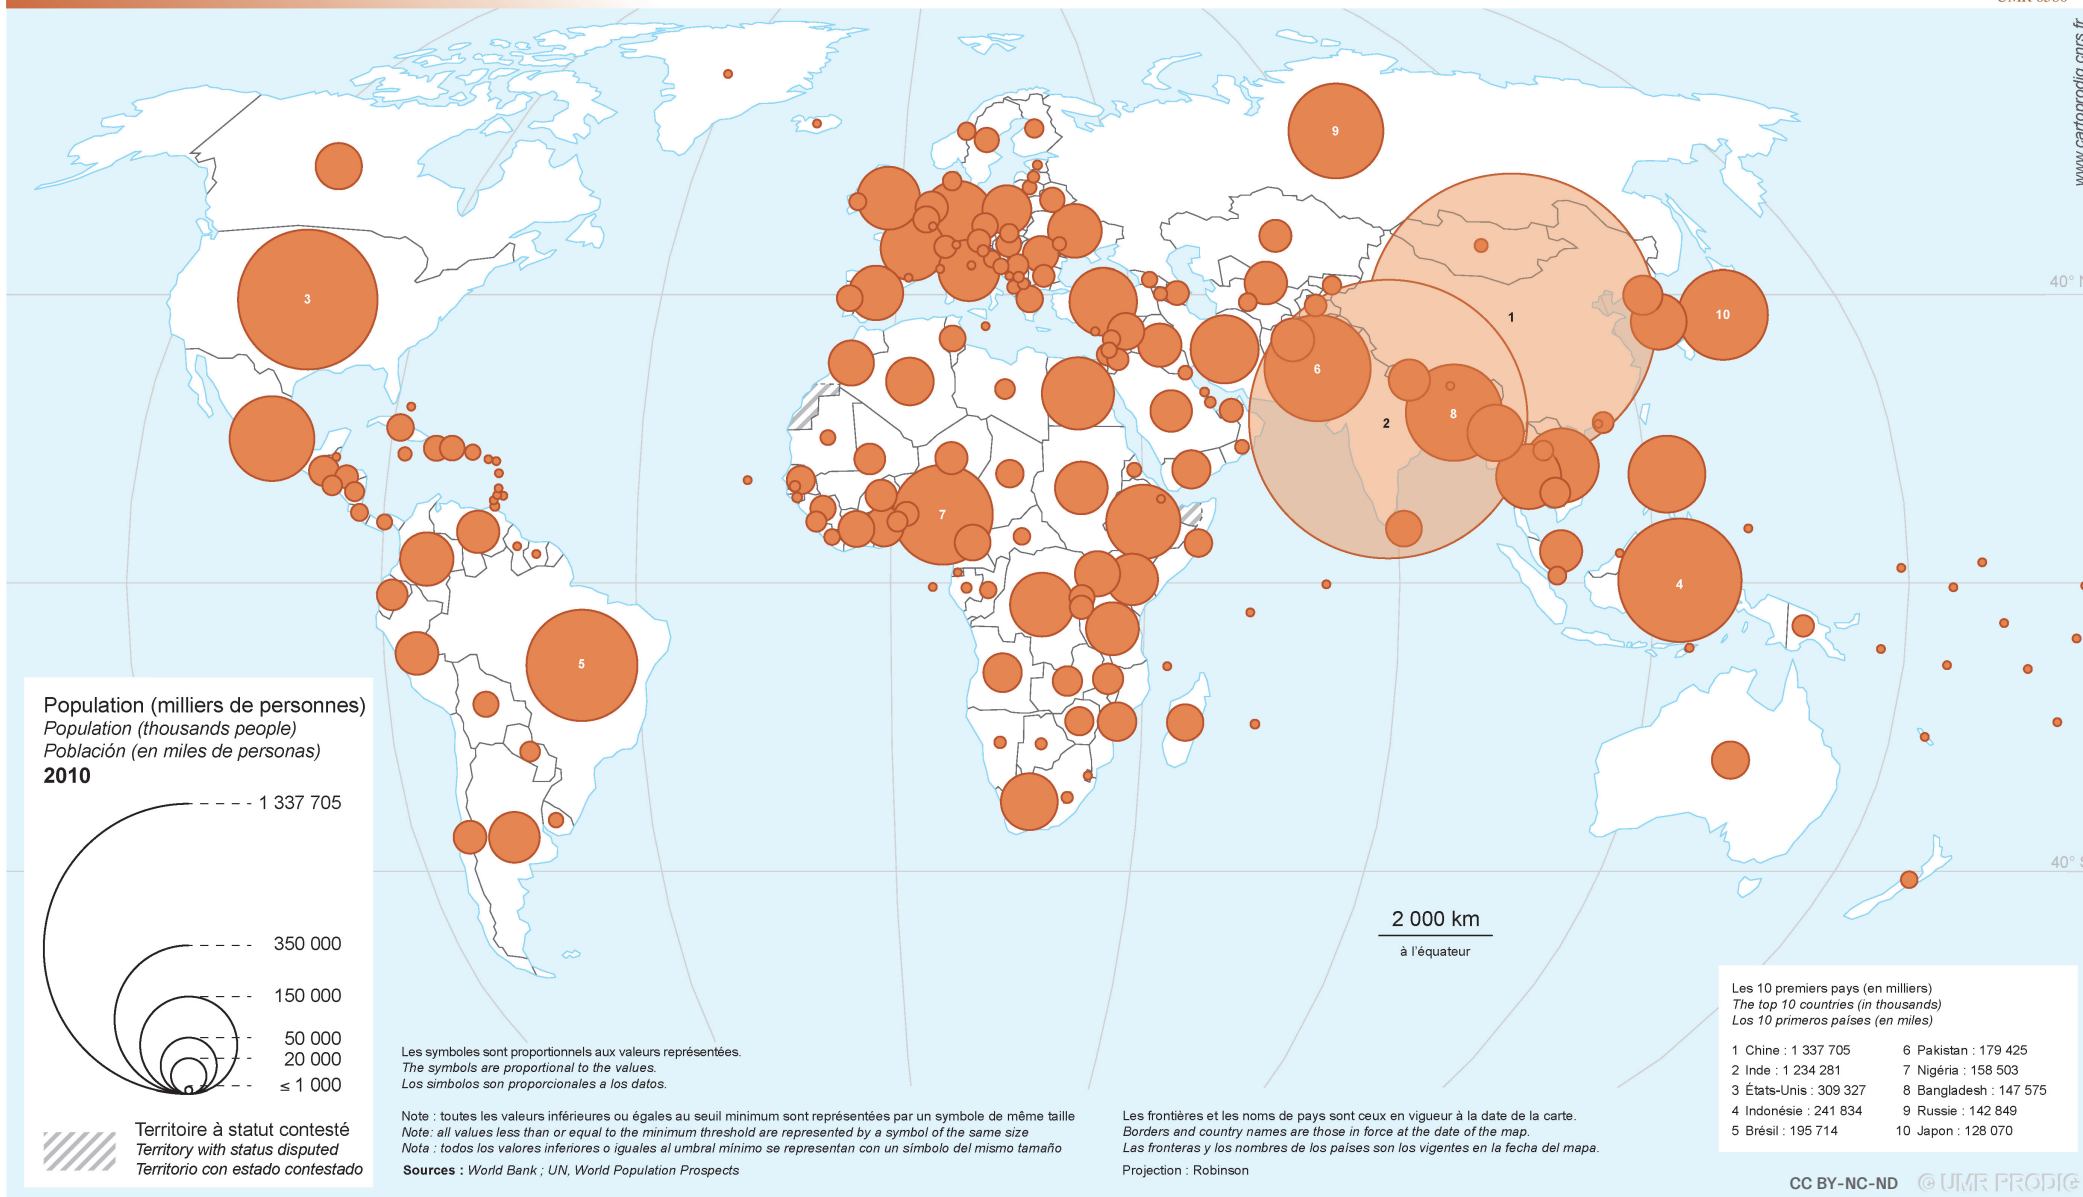 UMR 8586
www.cartoprodig.cnrs.fr
40° N
40° S
1
2
3
4
5
6
7
8
9
10
Population (milliers de personnes)
Population (thousands people)
Población (en miles de personas)
2010
1 337 705
350 000
150 000
50 000
20 000
≤ 1 000
Territoire à statut contesté
Territory with status disputed
Territorio con estado contestado
2 000 km
à l'équateur
Les symboles sont proportionnels aux valeurs représentées.
The symbols are proportional to the values.
Los simbolos son proporcionales a los datos.
Note : toutes les valeurs inférieures ou égales au seuil minimum sont représentées par un symbole de même taille
Note: all values less than or equal to the minimum threshold are represented by a symbol of the same size
Nota : todos los valores inferiores o iguales al umbral mínimo se representan con un símbolo del mismo tamaño
Sources : World Bank ; UN, World Population Prospects
Les frontières et les noms de pays sont ceux en vigueur à la date de la carte.
Borders and country names are those in force at the date of the map.
Las fronteras y los nombres de los países son los vigentes en la fecha del mapa.
Projection : Robinson
Les 10 premiers pays (en milliers)
The top 10 countries (in thousands)
Los 10 primeros países (en miles)
1 Chine : 1 337 705
2 Inde : 1 234 281
3 États-Unis : 309 327
4 Indonésie : 241 834
5 Brésil : 195 714
6 Pakistan : 179 425
7 Nigéria : 158 503
8 Bangladesh : 147 575
9 Russie : 142 849
10 Japon : 128 070
CC BY-NC-ND
© UMR PRODIG